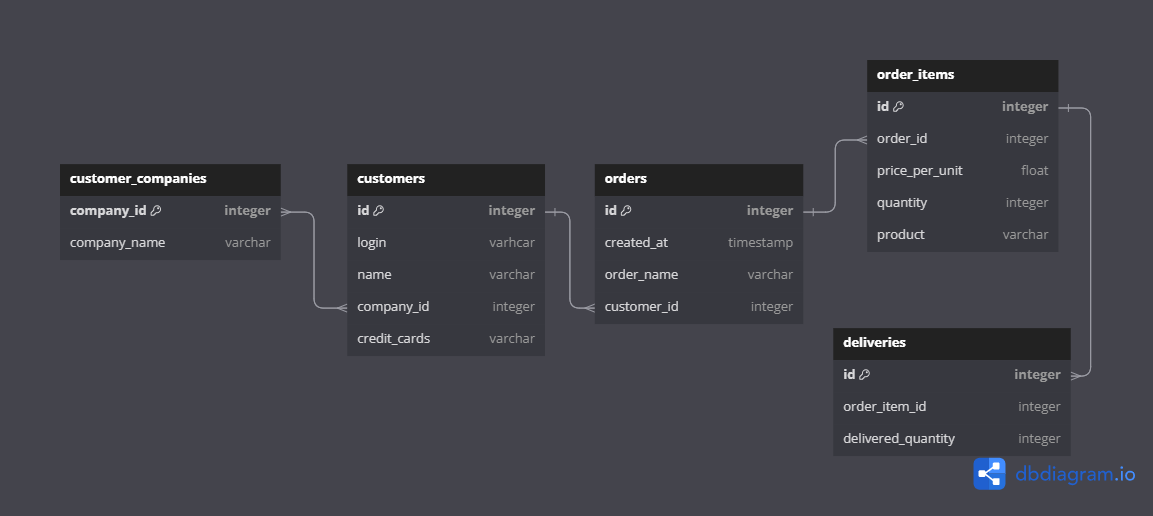 customer_companies
company_id integer
company_name varchar
customers
id integer
login varhcar
name varchar
company_id integer
credit_cards varchar
orders
id integer
created_at timestamp
order_name varchar
customer_id integer
order_items
id integer
order_id integer
price_per_unit float
quantity integer
product varchar
deliveries
id integer
order_item_id integer
delivered_quantity integer
dbdiagram.io